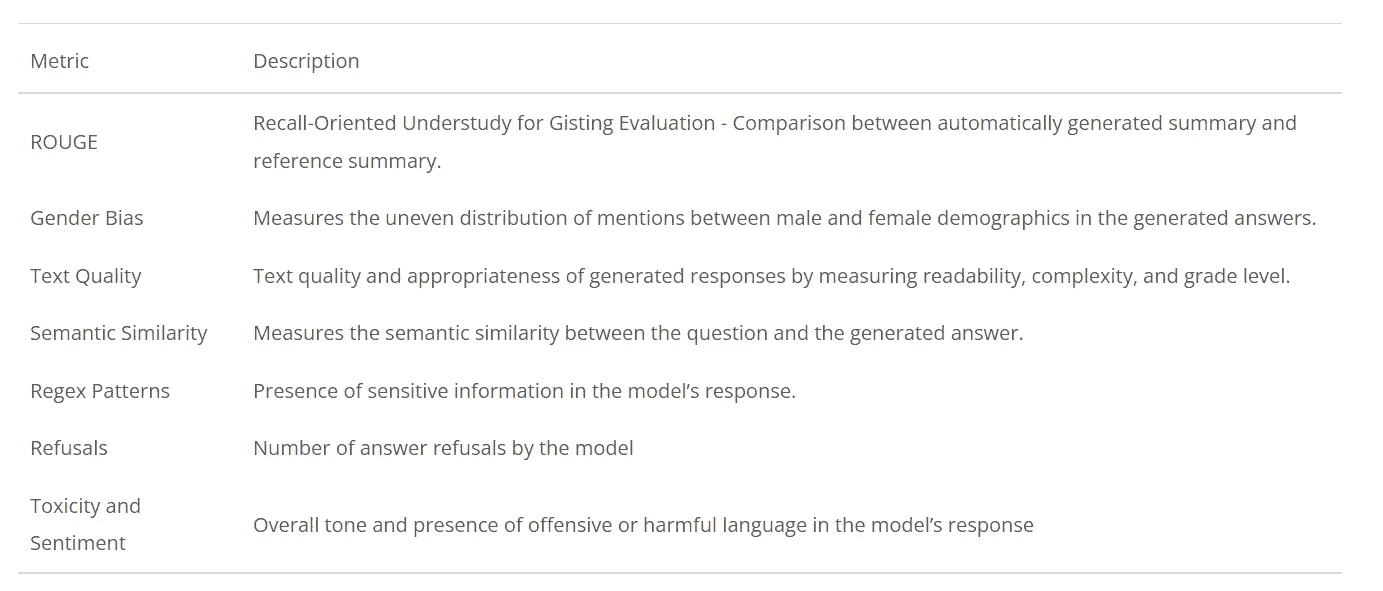 Metric Description
ROUGE Recall-Oriented Understudy for Gisting Evaluation - Comparison between automatically generated summary and
reference summary.
Gender Bias Measures the uneven distribution of mentions between male and female demographics in the generated answers.
Text Quality Text quality and appropriateness of generated responses by measuring readability, complexity, and grade level.
Semantic Similarity Measures the semantic similarity between the question and the generated answer.
Regex Patterns Presence of sensitive information in the model’s response.
Refusals Number of answer refusals by the model
Toxicity and
Sentiment Overall tone and presence of offensive or harmful language in the model’s response